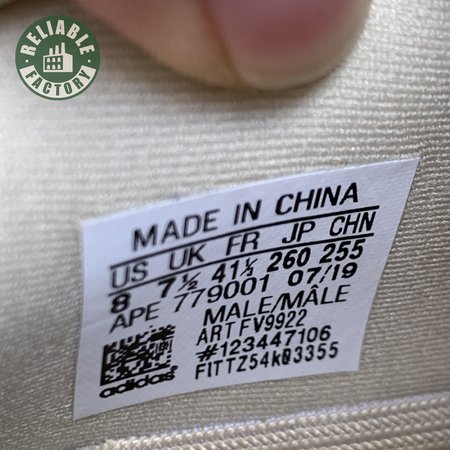 RELIABLE
FACTORY
MADE IN CHINA
US UK FR JP CHN
8 7½ 41⅓ 260 255
APE 779001 07/19
MALE/MÂLE
ART FV9922
#123447106
FITTZ54k03355
adidas